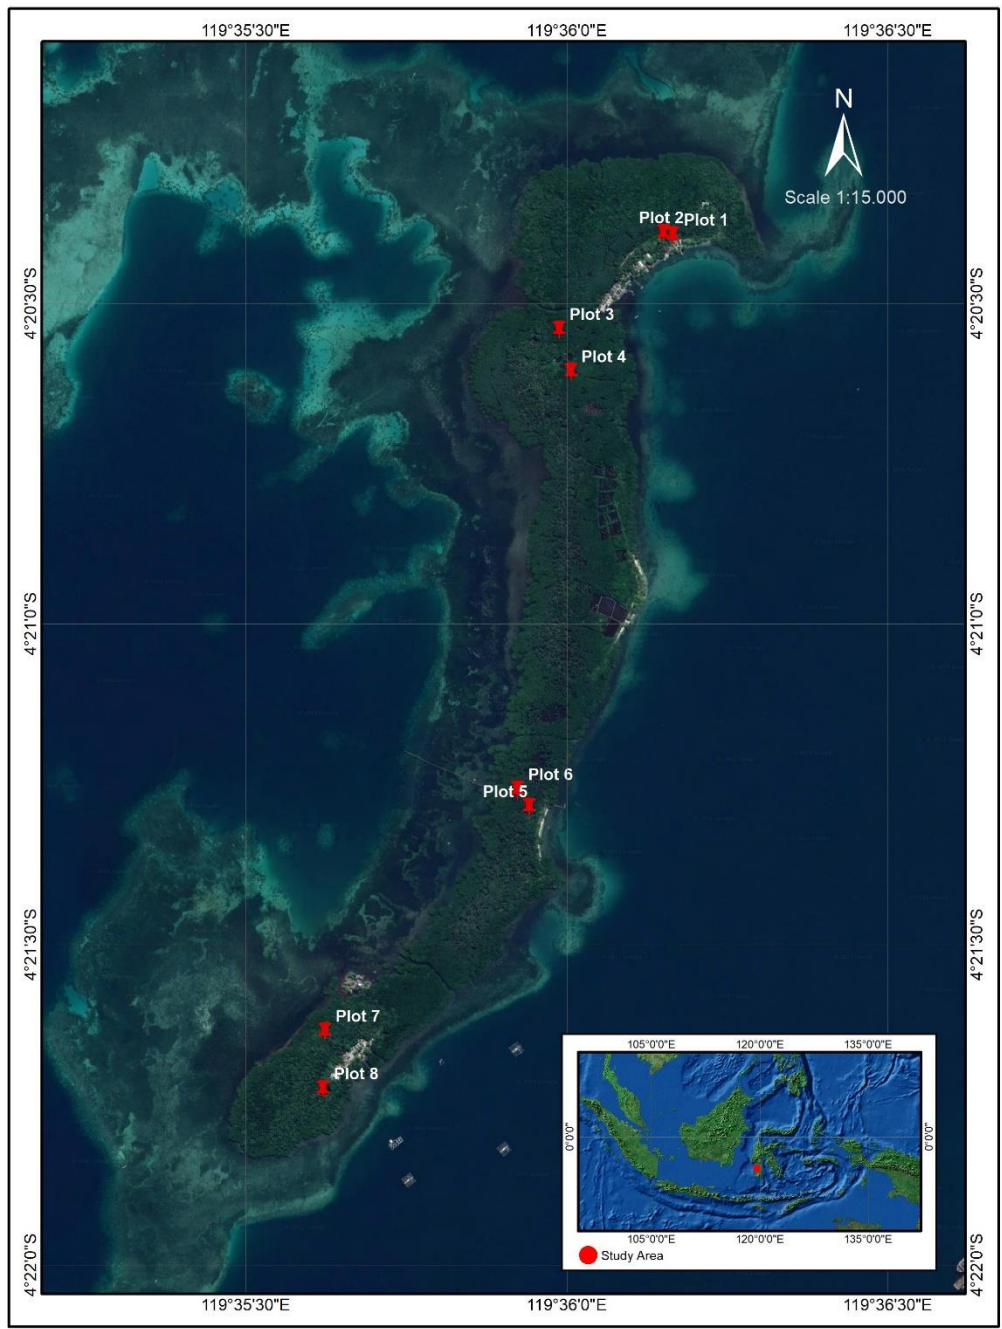 119°35'30"E 119°36'0"E 119°36'30"E
N
Scale 1:15.000
Plot 2 Plot 1
4°20'30"S 4°20'30"S
Plot 3
Plot 4
4°21'0"S 4°21'0"S
Plot 6
Plot 5
4°21'30"S 4°21'30"S
Plot 7
Plot 8
105°0'0"E 120°0'0"E 135°0'0"E
0°0'0" 0°0'0"
105°0'0"E 120°0'0"E 135°0'0"E
Study Area
4°22'0"S 4°22'0"S
119°35'30"E 119°36'0"E 119°36'30"E